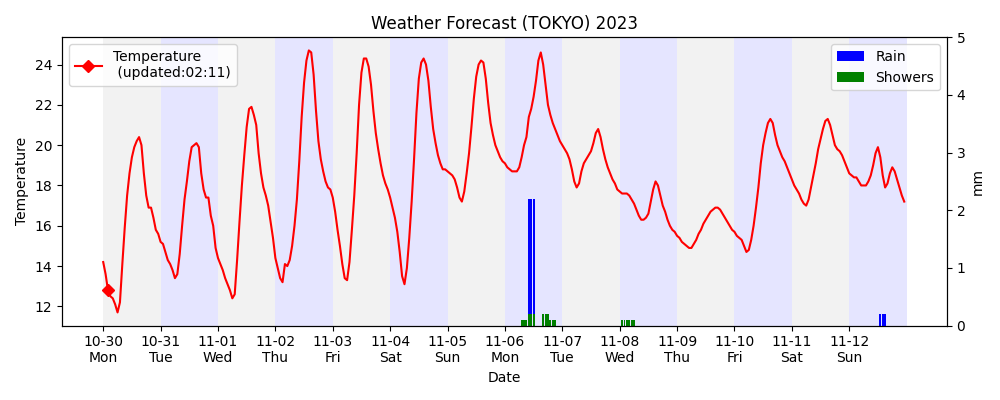 Weather Forecast (TOKYO) 2023
Temperature
(updated:02:11)
Rain
Showers
Temperature
24
22
20
18
16
14
12
5
4
3
2
1
0
mm
10-30 10-31 11-01 11-02 11-03 11-04 11-05 11-06 11-07 11-08 11-09 11-10 11-11 11-12
Mon Tue Wed Thu Fri Sat Sun Mon Tue Wed Thu Fri Sat Sun
Date